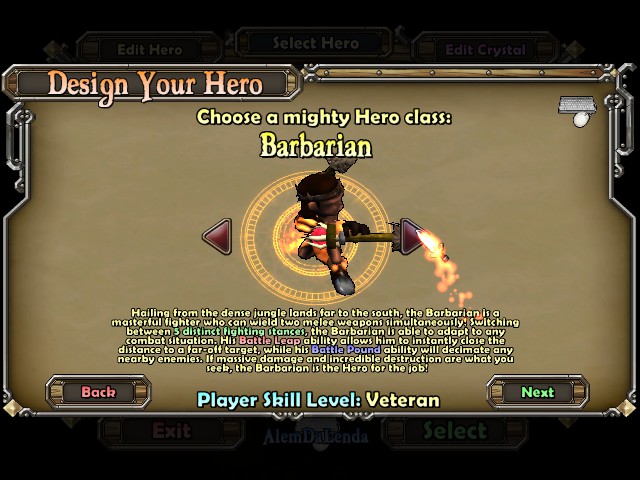 Edit Hero
Select Hero
Edit Crystal
Design Your Hero
Choose a mighty Hero class:
Barbarian
Hailing from the dense jungle lands far to the south, the Barbarian is a
masterful fighter who can wield two melee weapons simultaneously! Switching
between 5 distinct fighting stances, the Barbarian is able to adapt to any
combat situation. His Battle Leap ability allows him to instantly close the
distance to a far-off target, while his Battle Pound ability will decimate any
nearby enemies. If massive damage and incredible destruction are what you
seek, the Barbarian is the Hero for the job!
Back
Player Skill Level: Veteran
Next
Exit
AlemDaLenda
Select